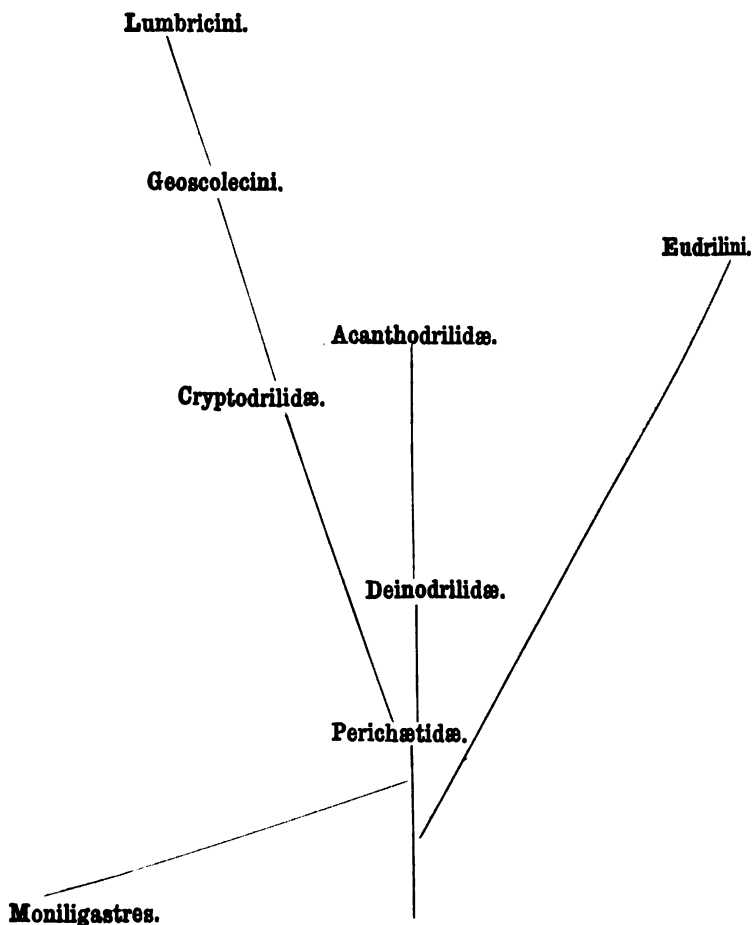 Lumbricini.
Geoscolecini.
Eudrilini.
Acanthodrilidæ.
Cryptodrilidæ.
Deinodrilidæ.
Perichætidæ.
Moniligastres.